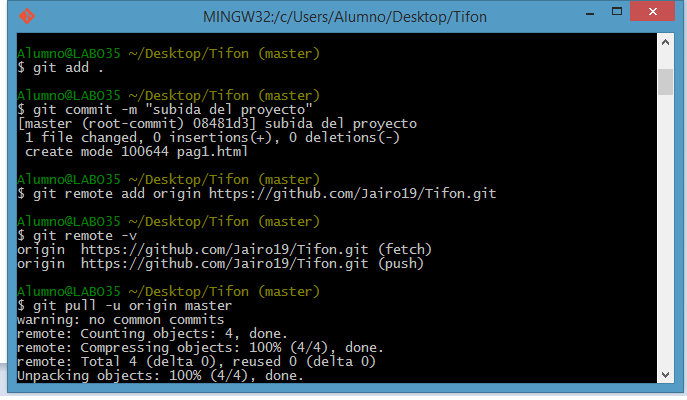 MINGW32:/c/Users/Alumno/Desktop/Tifon
Alumno@LABO35 ~/Desktop/Tifon (master)
$ git add .
Alumno@LABO35 ~/Desktop/Tifon (master)
$ git commit -m "subida del proyecto"
[master (root-commit) 08481d3] subida del proyecto
 1 file changed, 0 insertions(+), 0 deletions(-)
 create mode 100644 pag1.html
Alumno@LABO35 ~/Desktop/Tifon (master)
$ git remote add origin https://github.com/Jairo19/Tifon.git
Alumno@LABO35 ~/Desktop/Tifon (master)
$ git remote -v
origin  https://github.com/Jairo19/Tifon.git (fetch)
origin  https://github.com/Jairo19/Tifon.git (push)
Alumno@LABO35 ~/Desktop/Tifon (master)
$ git pull -u origin master
warning: no common commits
remote: Counting objects: 4, done.
remote: Compressing objects: 100% (4/4), done.
remote: Total 4 (delta 0), reused 0 (delta 0)
Unpacking objects: 100% (4/4), done.